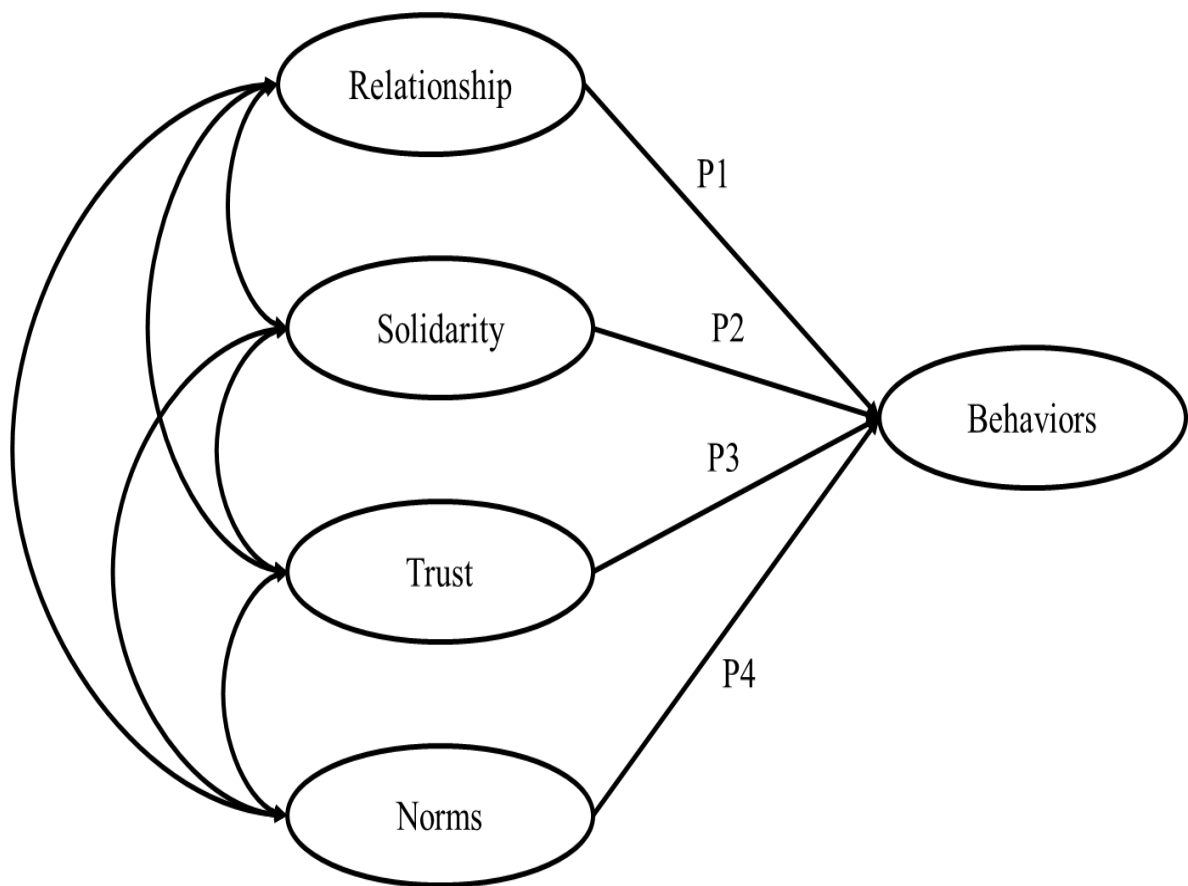 Relationship
P1
Solidarity
P2
Behaviors
P3
Trust
P4
Norms